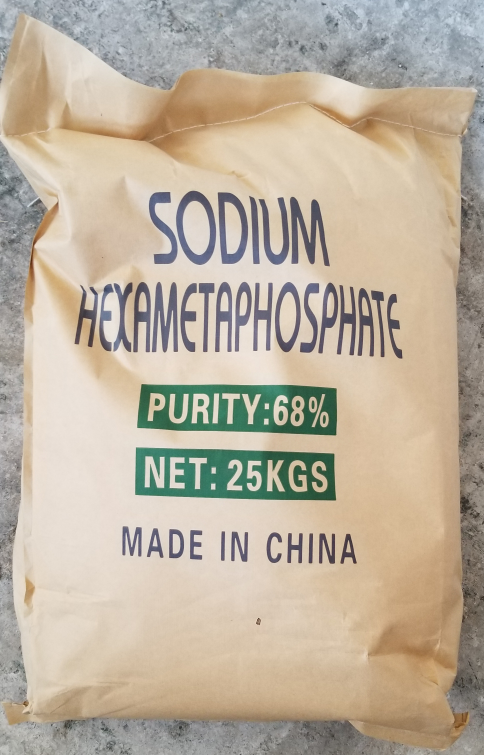 SODIUM
HEXAMETAPHOSPHATE
PURITY:68%
NET: 25KGS
MADE IN CHINA